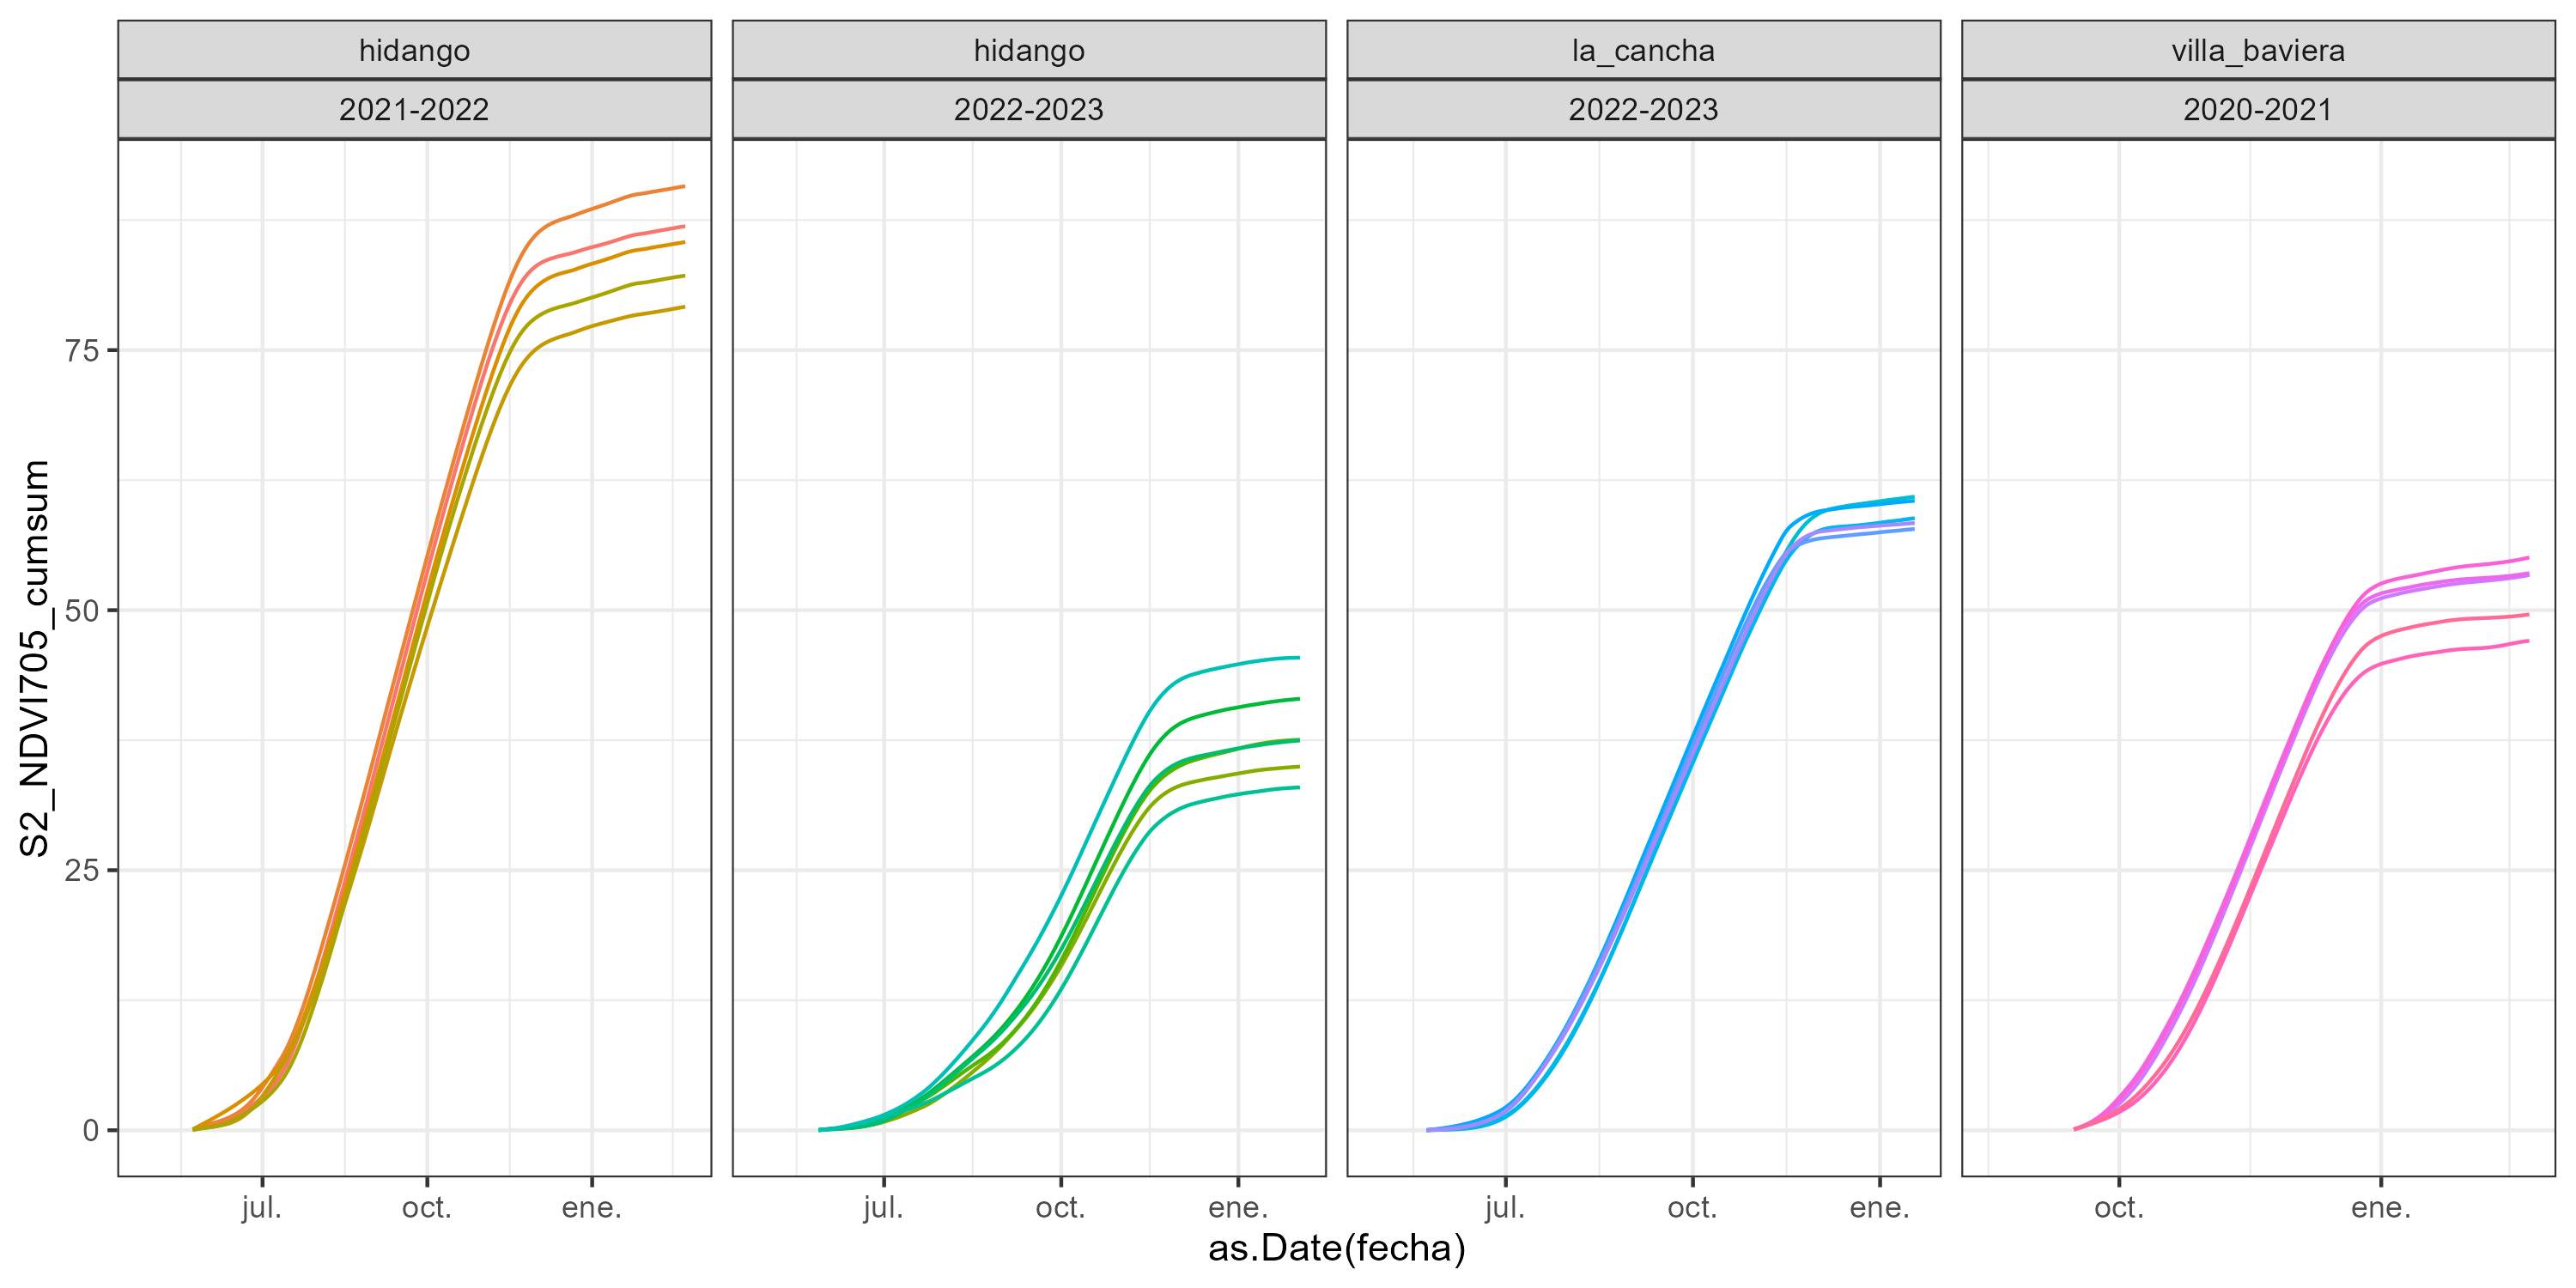 hidango
hidango
la_cancha
villa_baviera
2021-2022
2022-2023
2022-2023
2020-2021
S2_NDVI705_cumsum
75
50
25
0
jul.
oct.
ene.
jul.
oct.
ene.
jul.
oct.
ene.
oct.
ene.
as.Date(fecha)